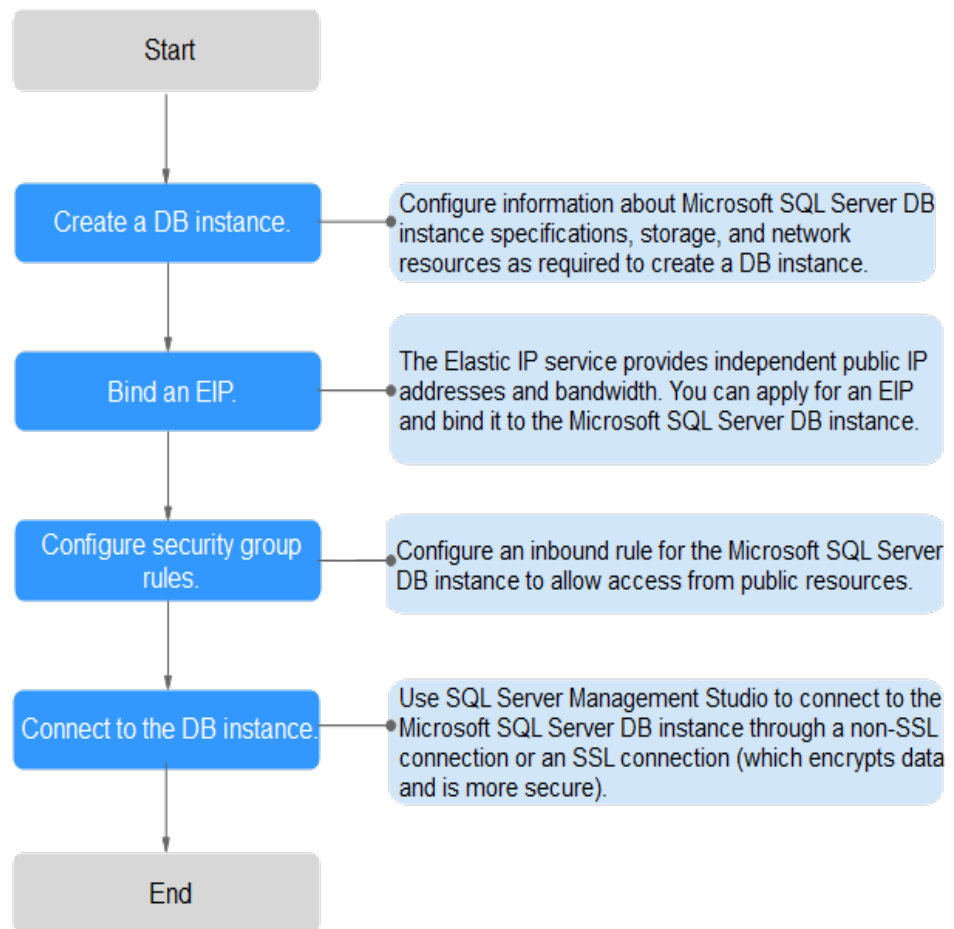 Start
Create a DB instance.
Configure information about Microsoft SQL Server DB
instance specifications, storage, and network
resources as required to create a DB instance.
Bind an EIP.
The Elastic IP service provides independent public IP
addresses and bandwidth. You can apply for an EIP
and bind it to the Microsoft SQL Server DB instance.
Configure security group
rules.
Configure an inbound rule for the Microsoft SQL Server
DB instance to allow access from public resources.
Connect to the DB instance.
Use SQL Server Management Studio to connect to the
Microsoft SQL Server DB instance through a non-SSL
connection or an SSL connection (which encrypts data
and is more secure).
End